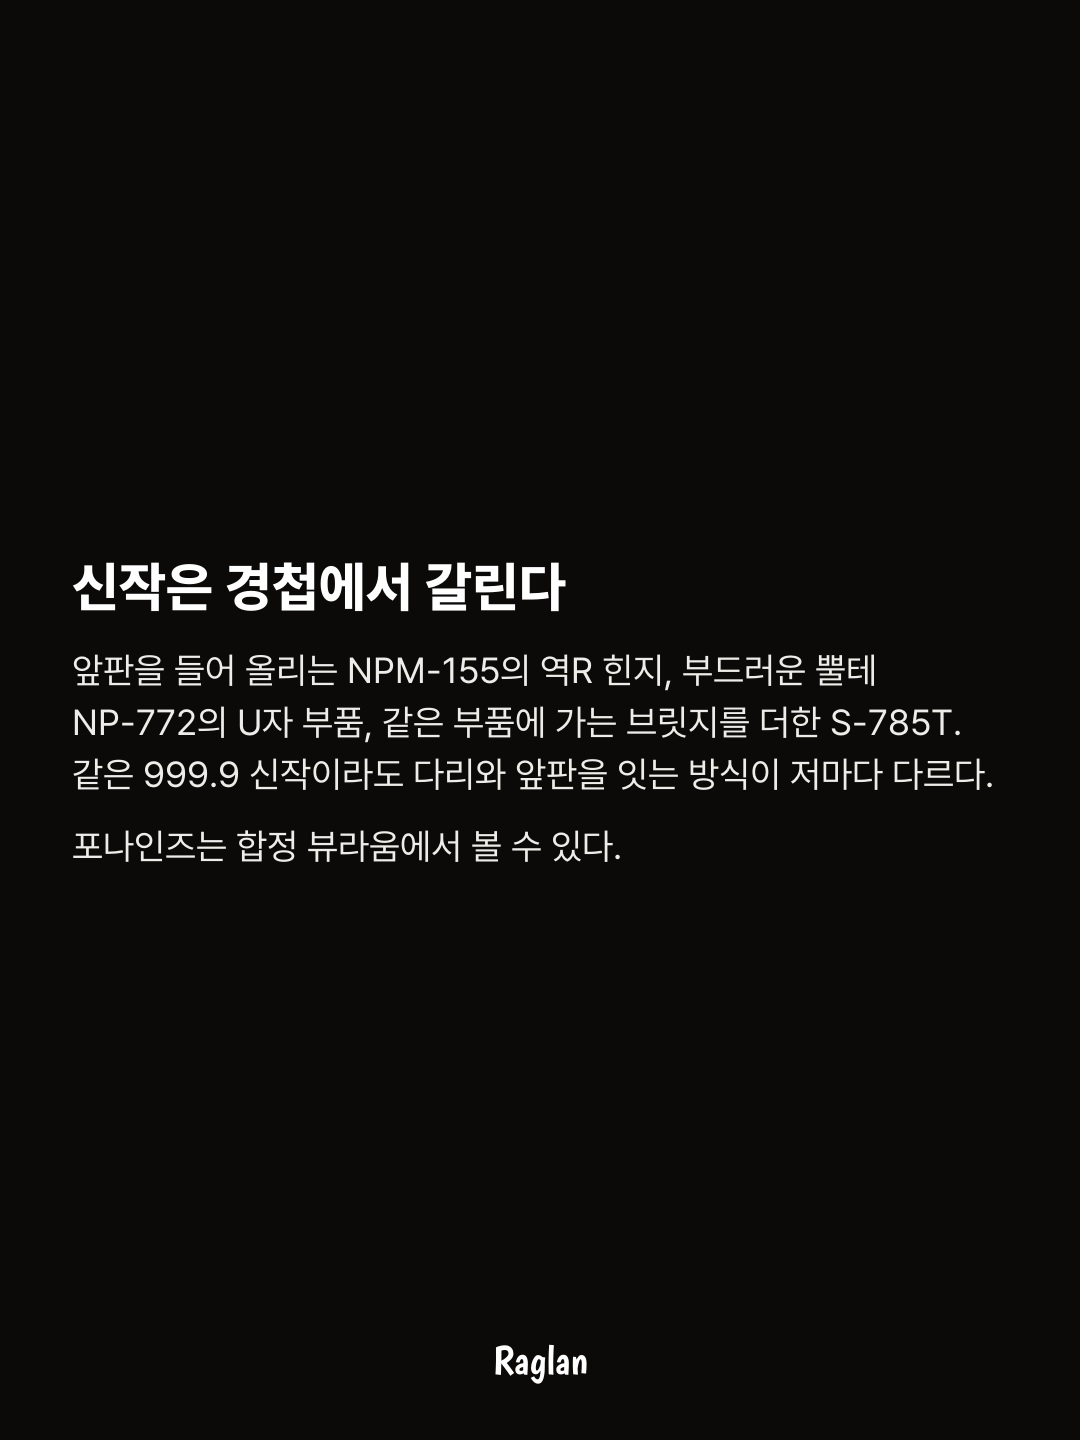 신작은 경첩에서 갈린다
앞판을 들어 올리는 NPM-155의 역R 힌지, 부드러운 뿔테
NP-772의 U자 부품, 같은 부품에 가는 브릿지를 더한 S-785T.
같은 999.9 신작이라도 다리와 앞판을 잇는 방식이 저마다 다르다.
포나인즈는 합정 뷰라움에서 볼 수 있다.
Raglan